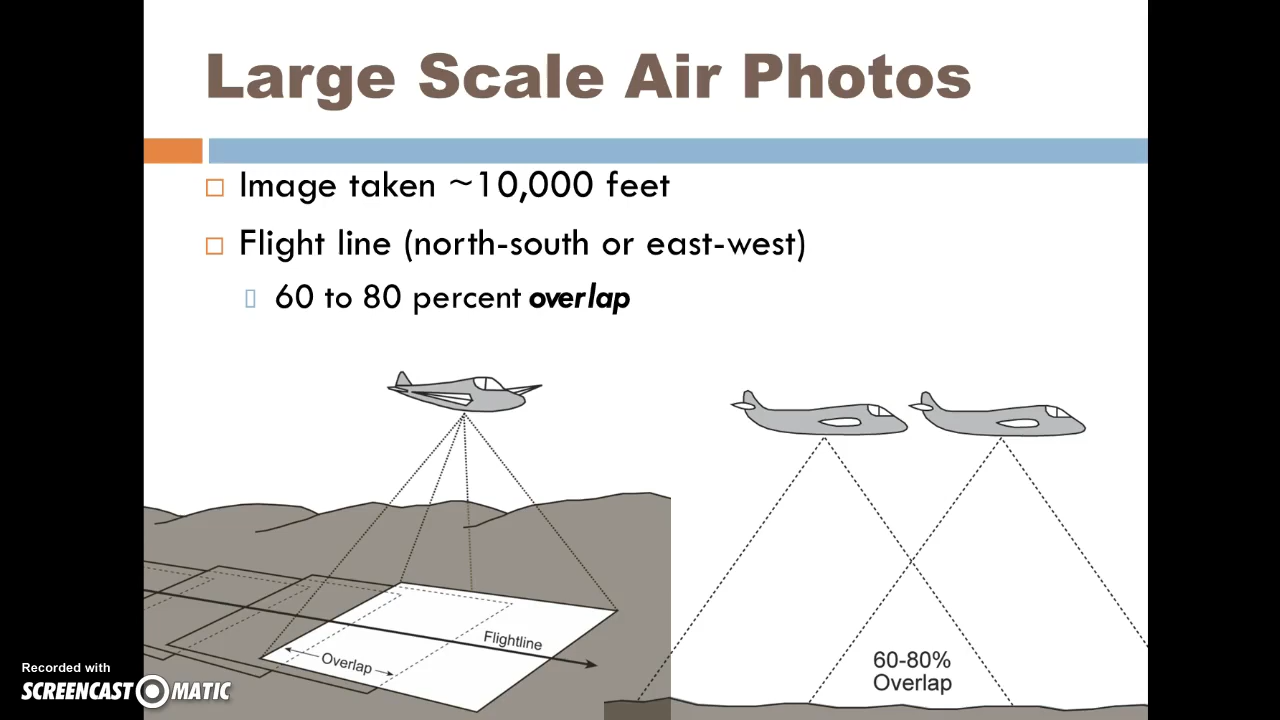 Large Scale Air Photos
Image taken ~10,000 feet
Flight line (north-south or east-west)
60 to 80 percent overlap
Flightline
Overlap
60-80%
Overlap
Recorded with
SCREENCAST MATIC